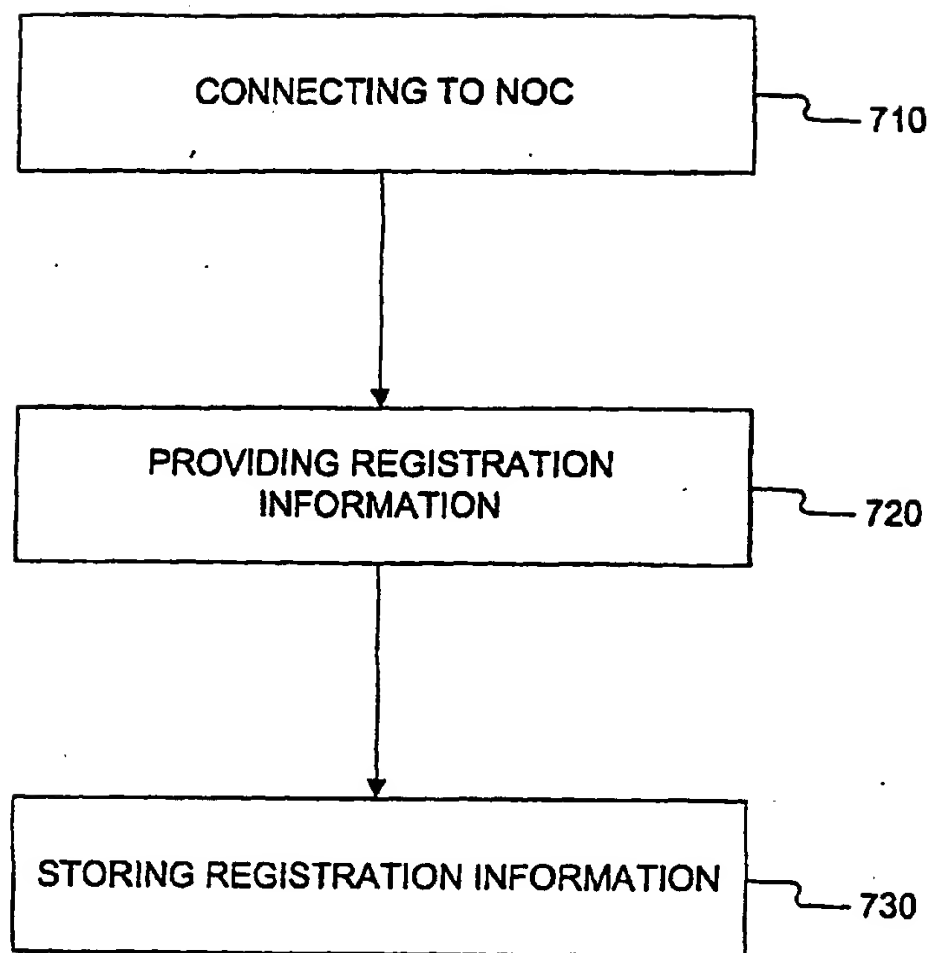 CONNECTING TO NOC
710
PROVIDING REGISTRATION
INFORMATION
720
STORING REGISTRATION INFORMATION
730